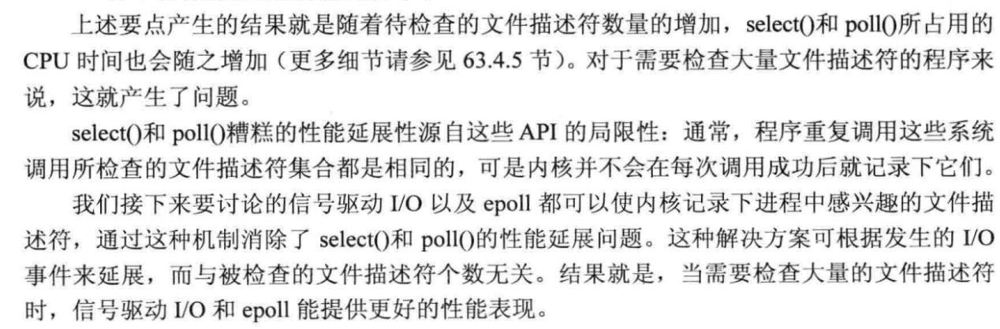 上述要点产生的结果就是随着待检查的文件描述符数量的增加，select()和 poll()所占用的
CPU 时间也会随之增加（更多细节请参见 63.4.5 节）。对于需要检查大量文件描述符的程序来
说，这就产生了问题。
select()和 poll()糟糕的性能延展性源自这些 API 的局限性：通常，程序重复调用这些系统
调用所检查的文件描述符集合都是相同的，可是内核并不会在每次调用成功后就记录下它们。
我们接下来要讨论的信号驱动 I/O 以及 epoll 都可以使内核记录下进程中感兴趣的文件描
述符，通过这种机制消除了 select()和 poll()的性能延展问题。这种解决方案可根据发生的 I/O
事件来延展，而与被检查的文件描述符个数无关。结果就是，当需要检查大量的文件描述符
时，信号驱动 I/O 和 epoll 能提供更好的性能表现。